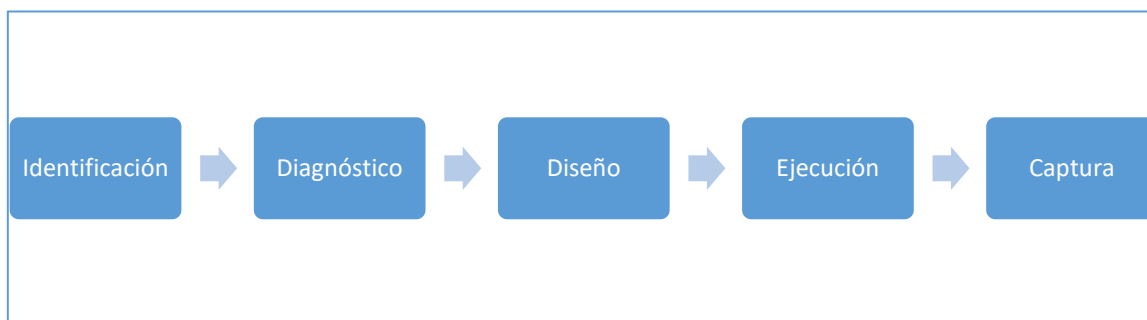 Identificación
Diagnóstico
Diseño
Ejecución
Captura